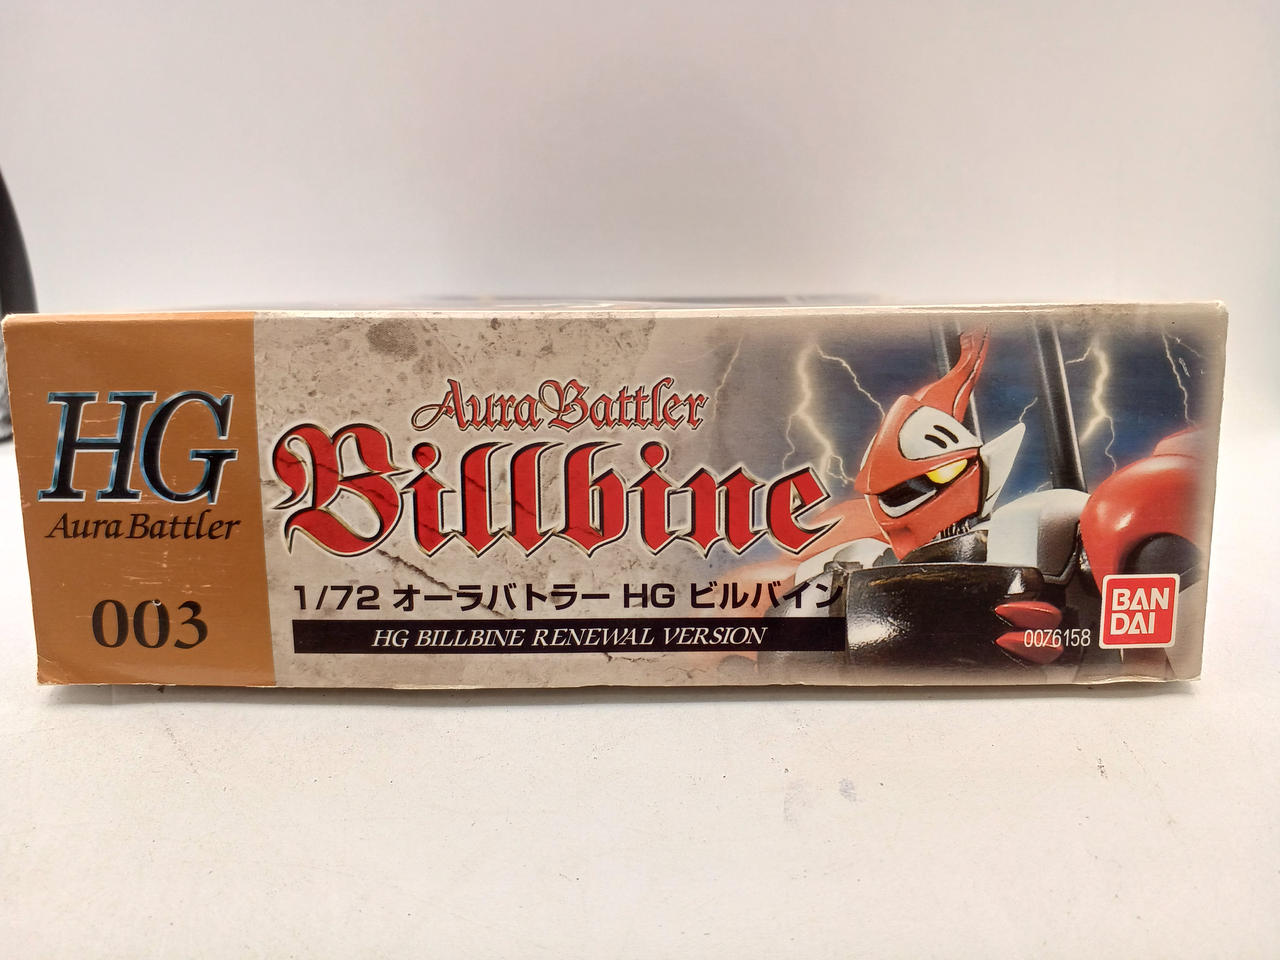 HG
Aura Battler
003
Aura Battler
Billbine
1/72 オーラバトラー HG ビルバイン
HG BILLBINE RENEWAL VERSION
0076158
BAN
DAI